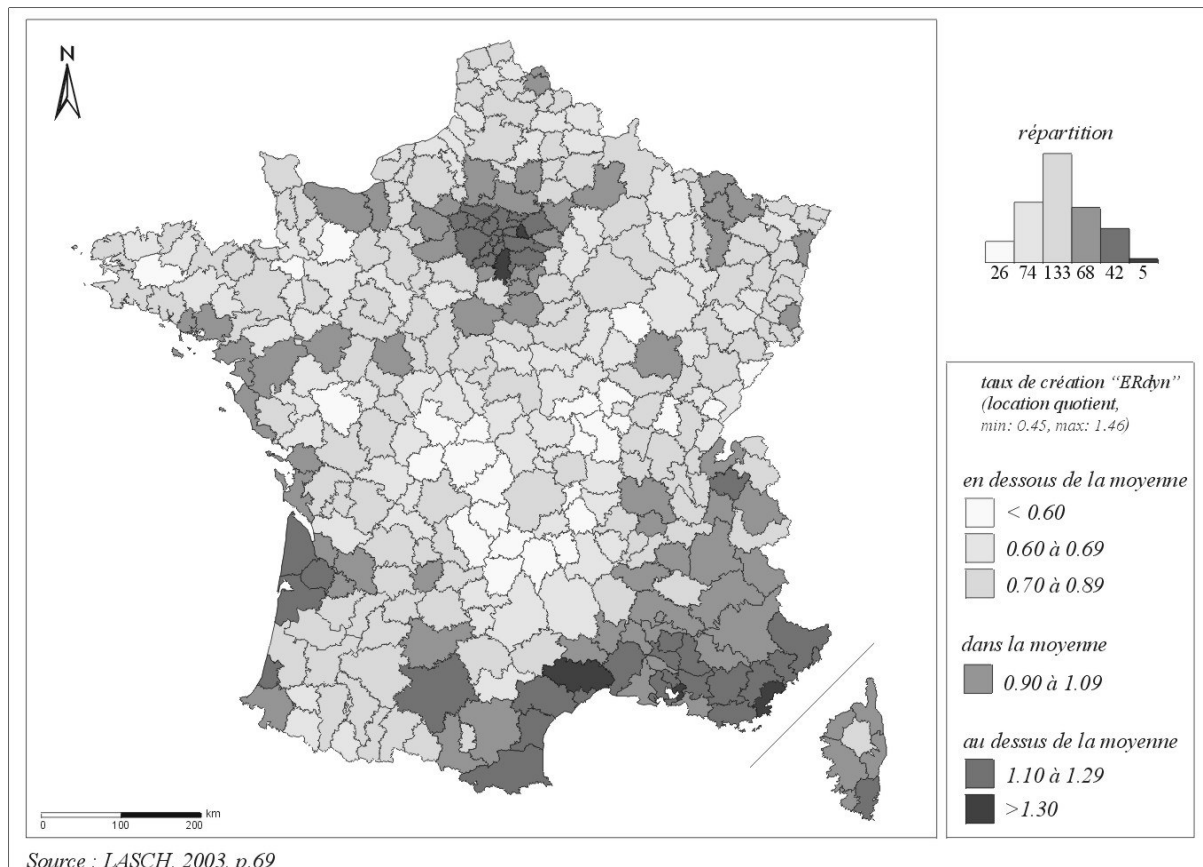 N
répartition
26 74 133 68 42 5
taux de création “ERdyn”
(location quotient,
min: 0.45, max: 1.46)
en dessous de la moyenne
< 0.60
0.60 à 0.69
0.70 à 0.89
dans la moyenne
0.90 à 1.09
au dessus de la moyenne
1.10 à 1.29
>1.30
km
0 100 200
Source : LASCH, 2003, p.69